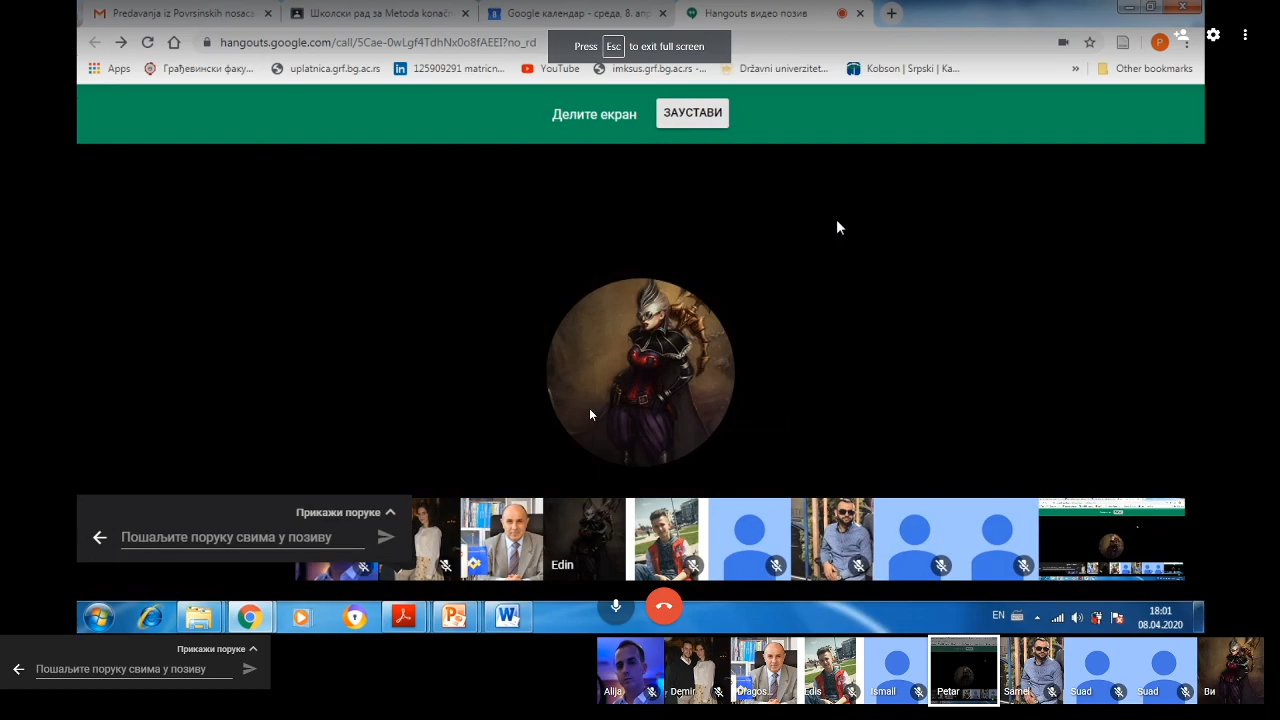 Predavanja iz Povrsinskih nosaca
Школски рад за Metoda konačn
Google календар - среда, 8. апр
Hangouts видео позив
hangouts.google.com/call/5Cae-0wLgf4TdhNx0o8fAEEI?no_rd
Press Esc to exit full screen
P
Apps
Грађевински факу...
uplatnica.grf.bg.ac.rs
125909291 matricn...
YouTube
imksus.grf.bg.ac.rs -...
Državni univerzitet...
Kobson | Srpski | Ka...
»
Other bookmarks
Делите екран
ЗАУСТАВИ
Прикажи поруке
Пошаљите поруку свима у позиву
Edin
EN
18:01
08.04.2020
Прикажи поруке
Пошаљите поруку свима у позиву
Alija
Demir
Dragos...
Edis
Ismail
Petar
Samel
Suad
Suad
Ви